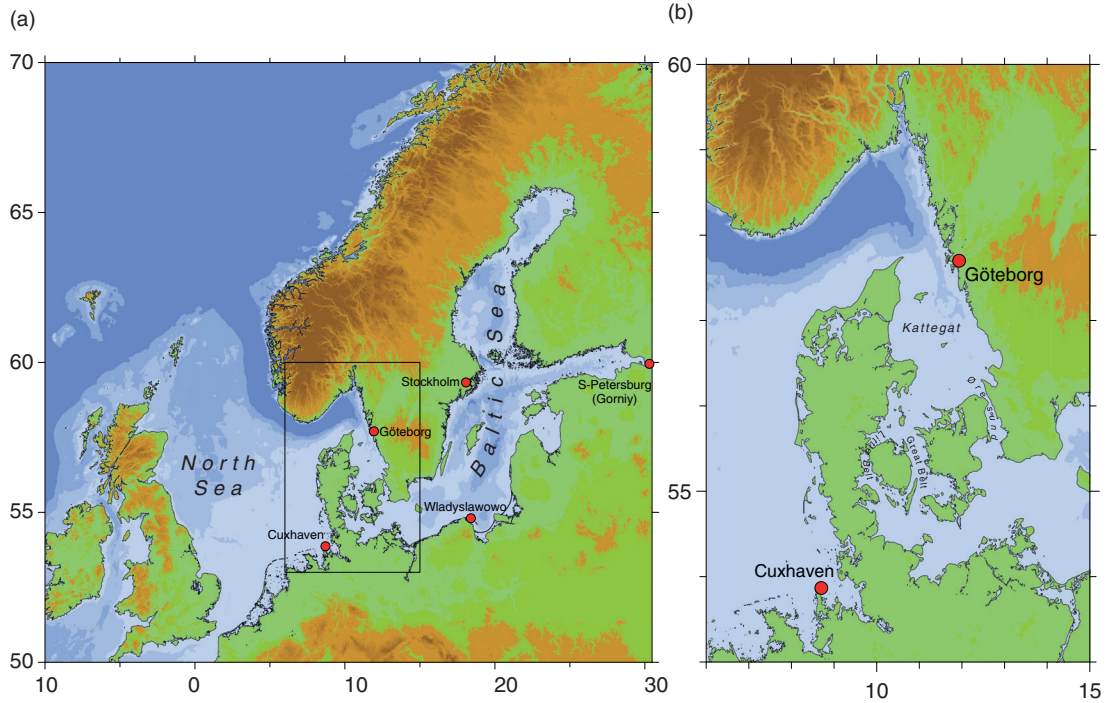 (a)
70
65
60
55
50
10
0
10
20
30
North
Sea
Baltic Sea
Stockholm
S-Petersburg
(Gorniy)
Göteborg
Wladyslawowo
Cuxhaven
(b)
60
55
10
15
Göteborg
Kattegat
Oresund
Great Belt
Belt
Cuxhaven